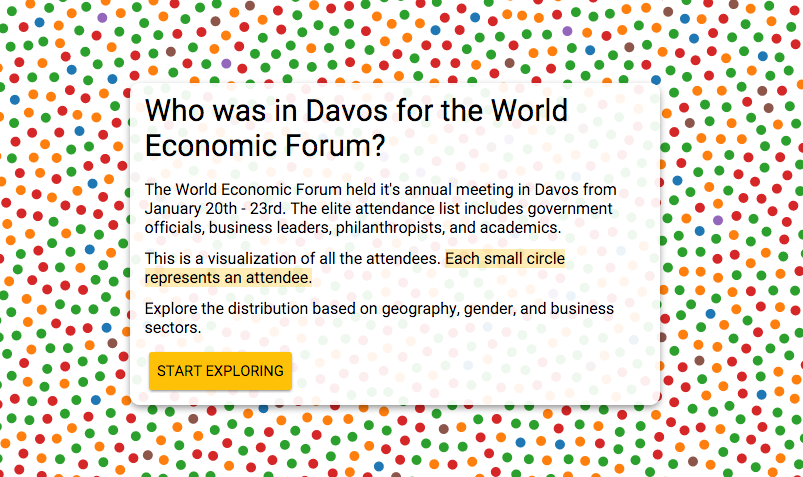 Who was in Davos for the World
Economic Forum?
The World Economic Forum held it's annual meeting in Davos from
January 20th - 23rd. The elite attendance list includes government
officials, business leaders, philanthropists, and academics.
This is a visualization of all the attendees. Each small circle
represents an attendee.
Explore the distribution based on geography, gender, and business
sectors.
START EXPLORING